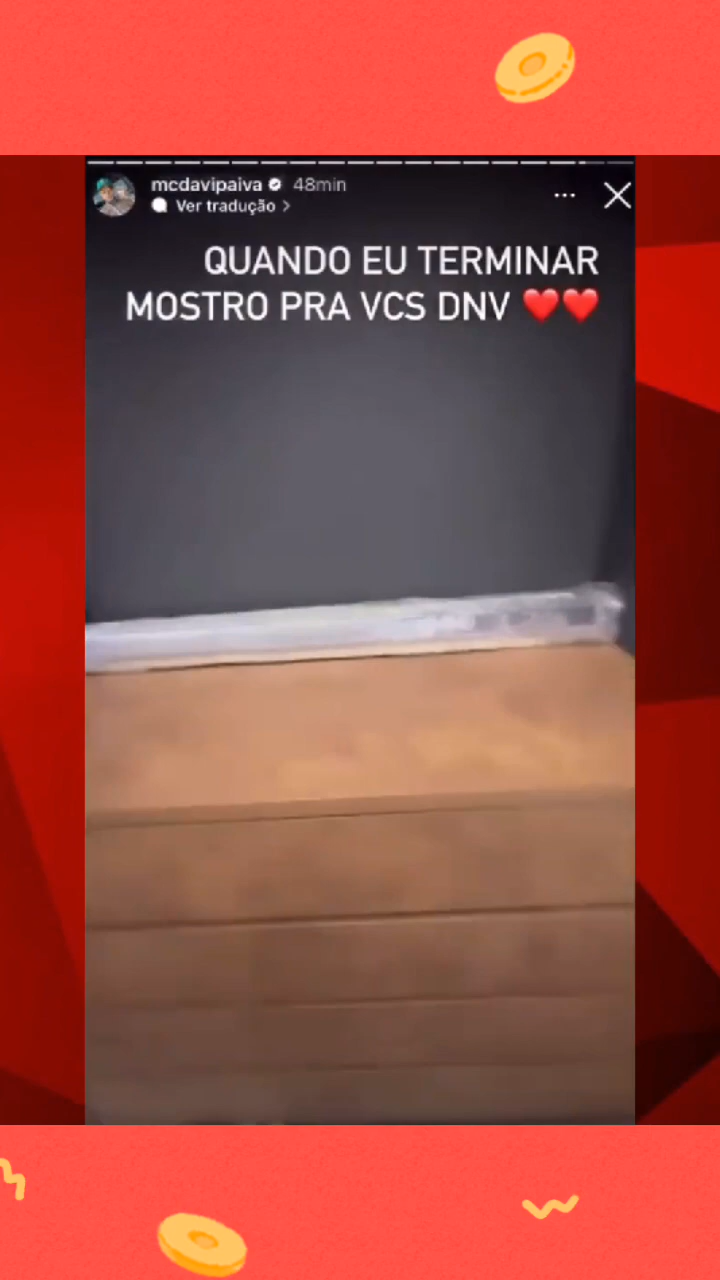 mcdavipaiva 48min
Ver tradução
QUANDO EU TERMINAR
MOSTRO PRA VCS DNV ❤️❤️